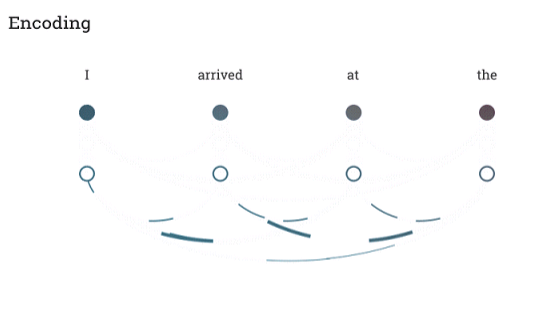 Encoding
I arrived at the